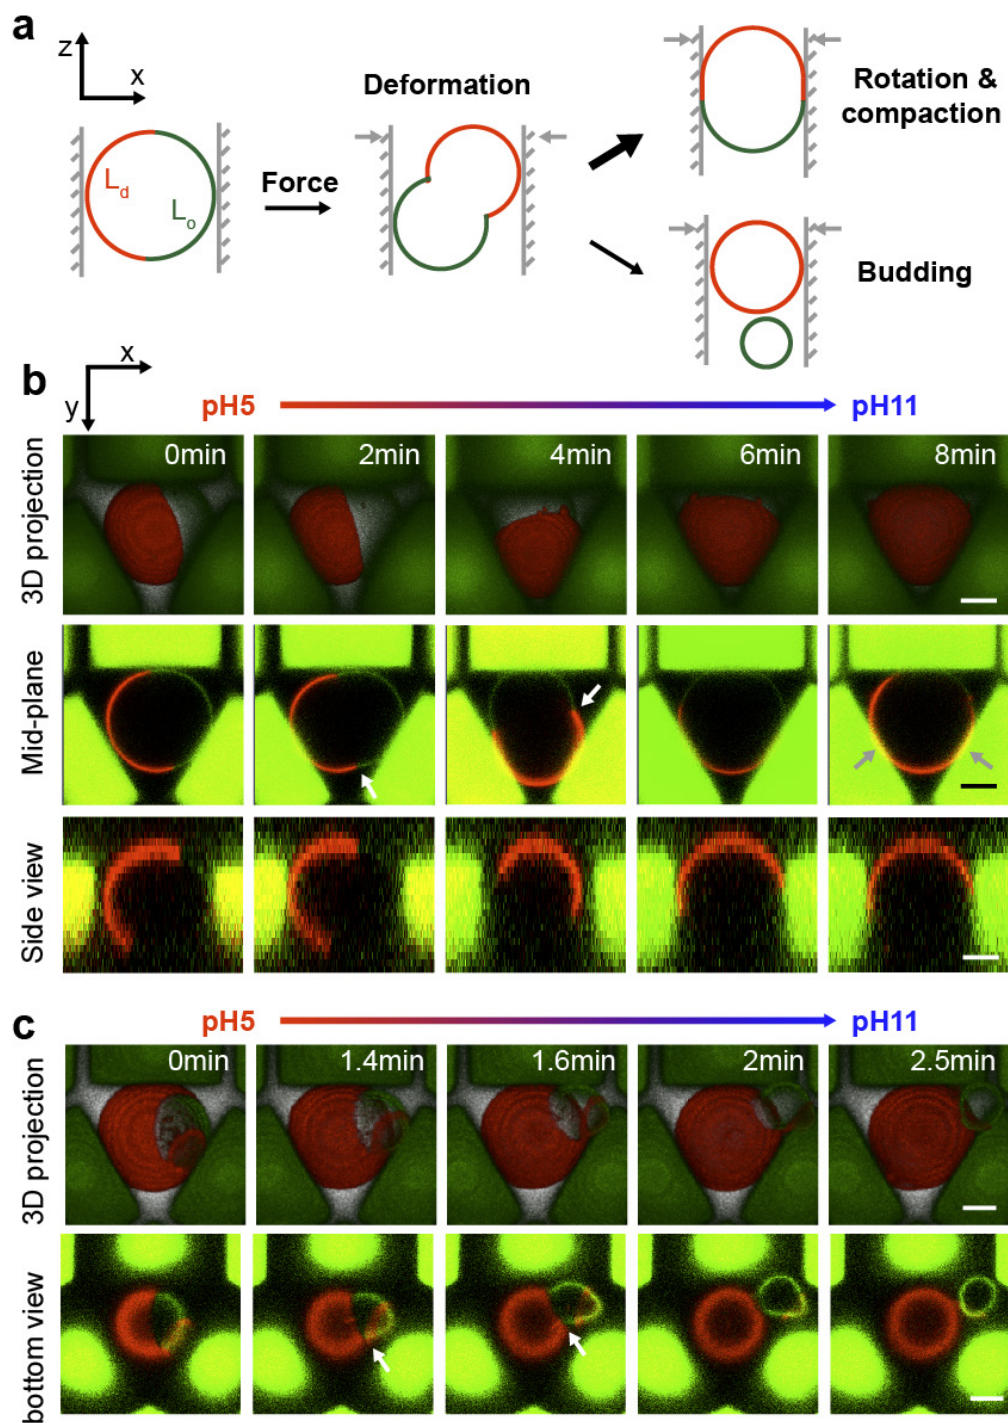 a
z
x
Ld
Lo
Force
Deformation
Rotation &
compaction
Budding
b
x
y
pH5
pH11
3D projection
0min
2min
4min
6min
8min
Mid-plane
Side view
c
pH5
pH11
3D projection
0min
1.4min
1.6min
2min
2.5min
bottom view